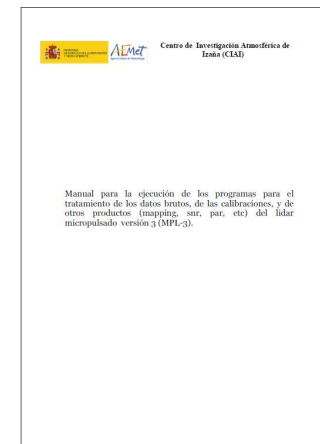 AEMet
Centro de Investigación Atmosférica de
Izaña (CIAI)
Manual para la ejecución de los programas para el
tratamiento de los datos brutos, de las calibraciones, y de
otros productos (mapping, snr, par, etc) del lidar
micropulsado versión 3 (MPL-3).